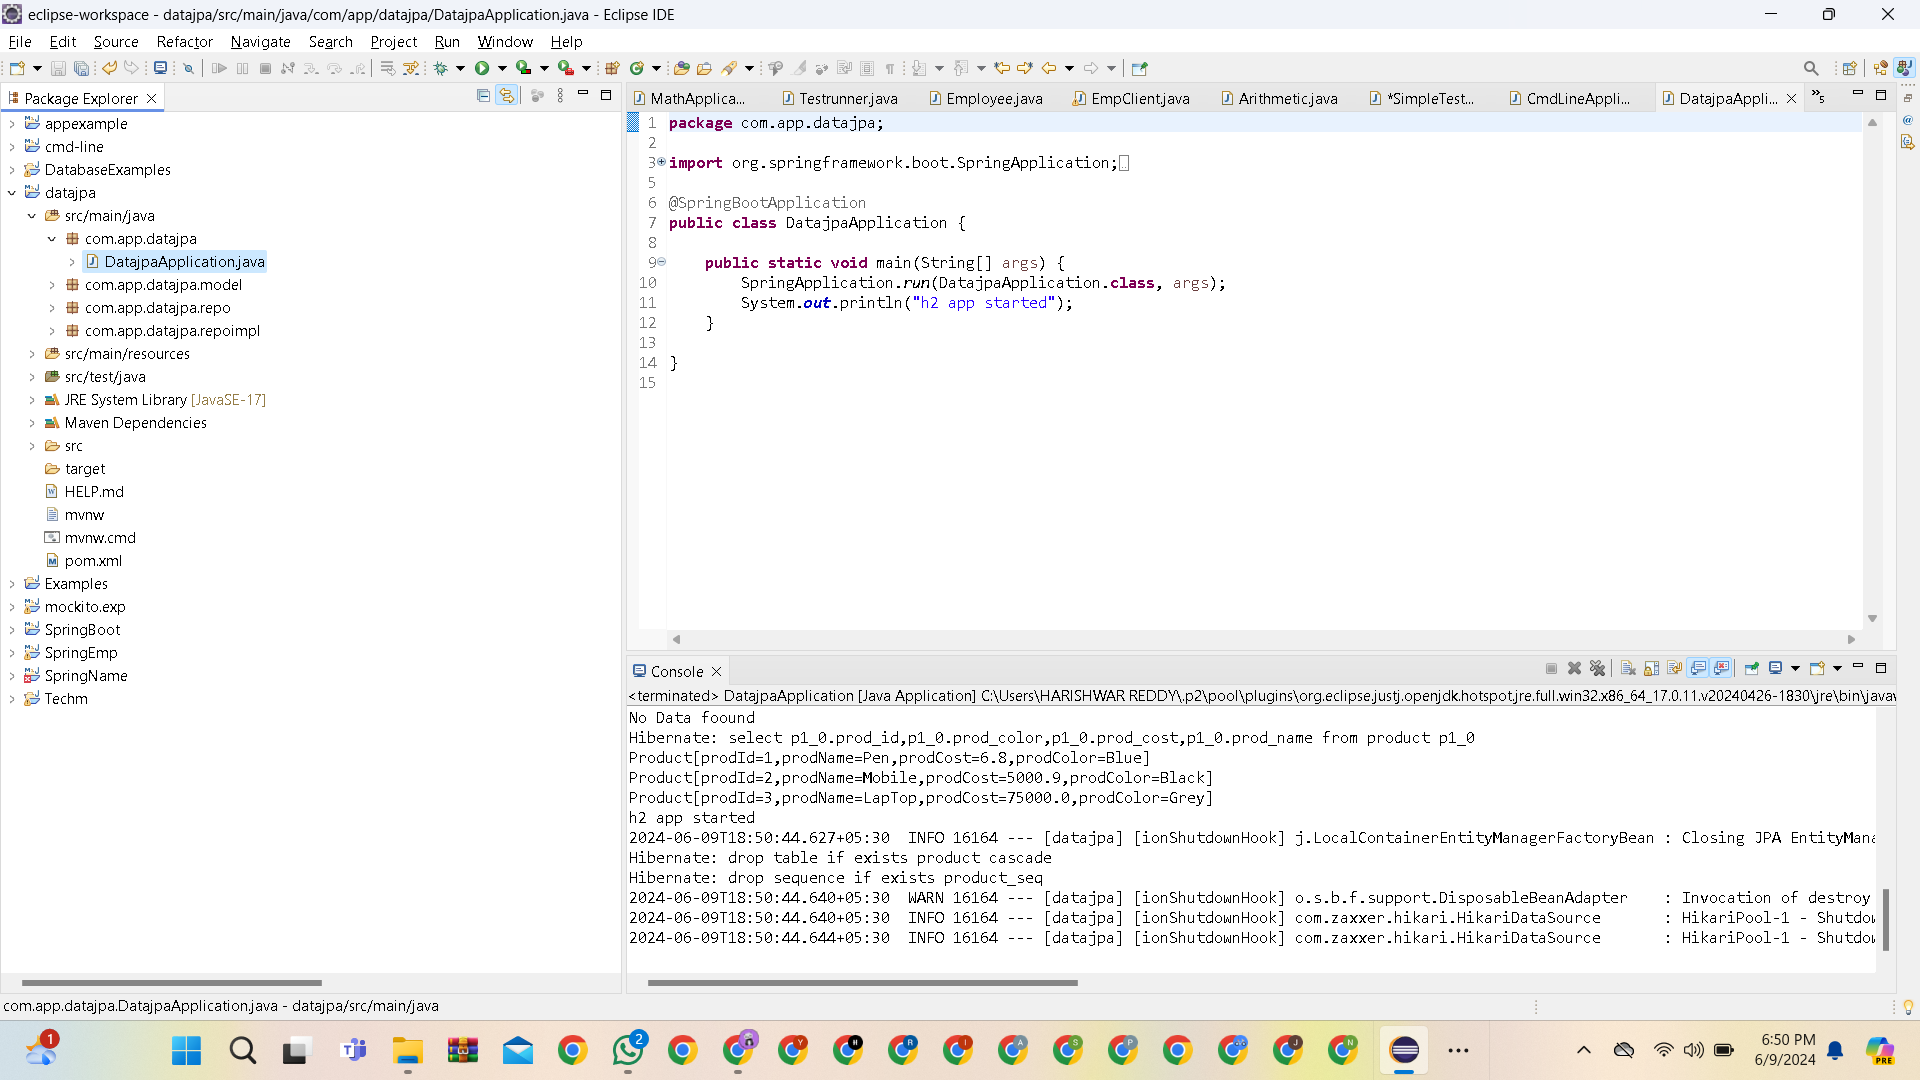 eclipse-workspace - datajpa/src/main/java/com/app/datajpa/DatajpaApplication.java - Eclipse IDE
File Edit Source Refactor Navigate Search Project Run Window Help
Package Explorer
appexample
cmd-line
DatabaseExamples
datajpa
src/main/java
com.app.datajpa
DatajpaApplication.java
com.app.datajpa.model
com.app.datajpa.repo
com.app.datajpa.repoimpl
src/main/resources
src/test/java
JRE System Library [JavaSE-17]
Maven Dependencies
src
target
HELP.md
mvnw
mvnw.cmd
pom.xml
Examples
mockito.exp
SpringBoot
SpringEmp
SpringName
Techm
MathApplica... Testrunner.java Employee.java EmpClient.java Arithmetic.java *SimpleTest... CmdLineAppli... DatajpaAppli... »5
1 package com.app.datajpa;
2
3 import org.springframework.boot.SpringApplication;
5
6 @SpringBootApplication
7 public class DatajpaApplication {
8
9 public static void main(String[] args) {
10 SpringApplication.run(DatajpaApplication.class, args);
11 System.out.println("h2 app started");
12 }
13
14 }
15
Console
<terminated> DatajpaApplication [Java Application] C:\Users\HARISHWAR REDDY\.p2\pool\plugins\org.eclipse.justj.openjdk.hotspot.jre.full.win32.x86_64_17.0.11.v20240426-1830\jre\bin\javav
No Data foound
Hibernate: select p1_0.prod_id,p1_0.prod_color,p1_0.prod_cost,p1_0.prod_name from product p1_0
Product[prodId=1,prodName=Pen,prodCost=6.8,prodColor=Blue]
Product[prodId=2,prodName=Mobile,prodCost=5000.9,prodColor=Black]
Product[prodId=3,prodName=LapTop,prodCost=75000.0,prodColor=Grey]
h2 app started
2024-06-09T18:50:44.627+05:30 INFO 16164 --- [datajpa] [ionShutdownHook] j.LocalContainerEntityManagerFactoryBean : Closing JPA EntityMana
Hibernate: drop table if exists product cascade
Hibernate: drop sequence if exists product_seq
2024-06-09T18:50:44.640+05:30 WARN 16164 --- [datajpa] [ionShutdownHook] o.s.b.f.support.DisposableBeanAdapter : Invocation of destroy
2024-06-09T18:50:44.640+05:30 INFO 16164 --- [datajpa] [ionShutdownHook] com.zaxxer.hikari.HikariDataSource : HikariPool-1 - Shutdow
2024-06-09T18:50:44.644+05:30 INFO 16164 --- [datajpa] [ionShutdownHook] com.zaxxer.hikari.HikariDataSource : HikariPool-1 - Shutdow
com.app.datajpa.DatajpaApplication.java - datajpa/src/main/java
1
2
6:50 PM
6/9/2024
PRE